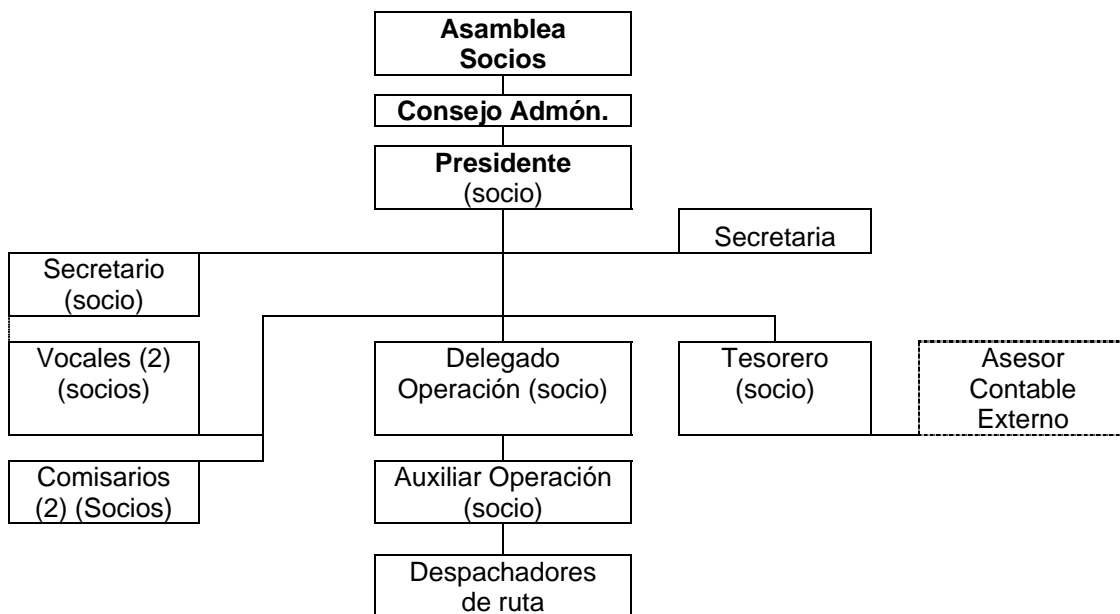 Asamblea
Socios
Consejo Admón.
Presidente
(socio)
Secretaria
Secretario
(socio)
Vocales (2)
(socios)
Delegado
Operación (socio)
Tesorero
(socio)
Asesor
Contable
Externo
Comisarios
(2) (Socios)
Auxiliar Operación
(socio)
Despachadores
de ruta